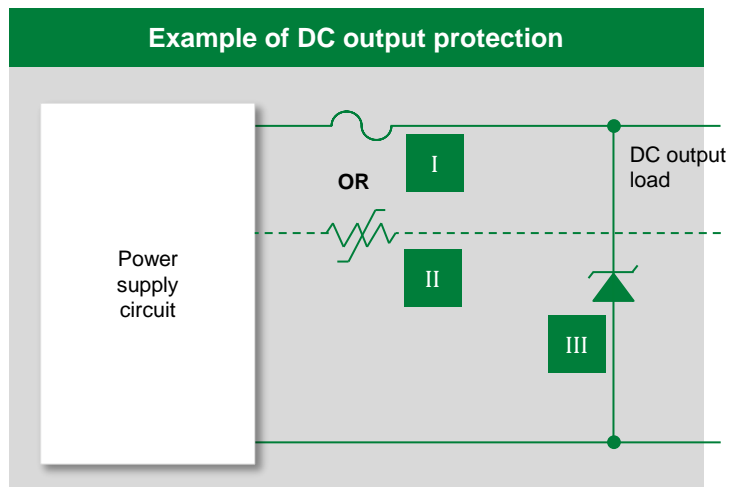 Example of DC output protection
I
DC output
load
OR
Power
supply
circuit
II
III